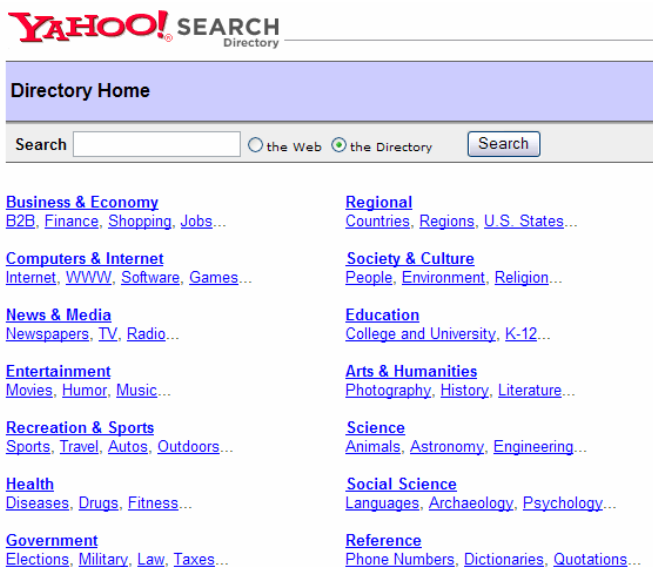 YAHOO! SEARCH
Directory
Directory Home
Search the Web the Directory Search
Business & Economy
B2B, Finance, Shopping, Jobs...
Computers & Internet
Internet, WWW, Software, Games...
News & Media
Newspapers, TV, Radio...
Entertainment
Movies, Humor, Music...
Recreation & Sports
Sports, Travel, Autos, Outdoors...
Health
Diseases, Drugs, Fitness...
Government
Elections, Military, Law, Taxes...
Regional
Countries, Regions, U.S. States...
Society & Culture
People, Environment, Religion...
Education
College and University, K-12...
Arts & Humanities
Photography, History, Literature...
Science
Animals, Astronomy, Engineering...
Social Science
Languages, Archaeology, Psychology...
Reference
Phone Numbers, Dictionaries, Quotations...